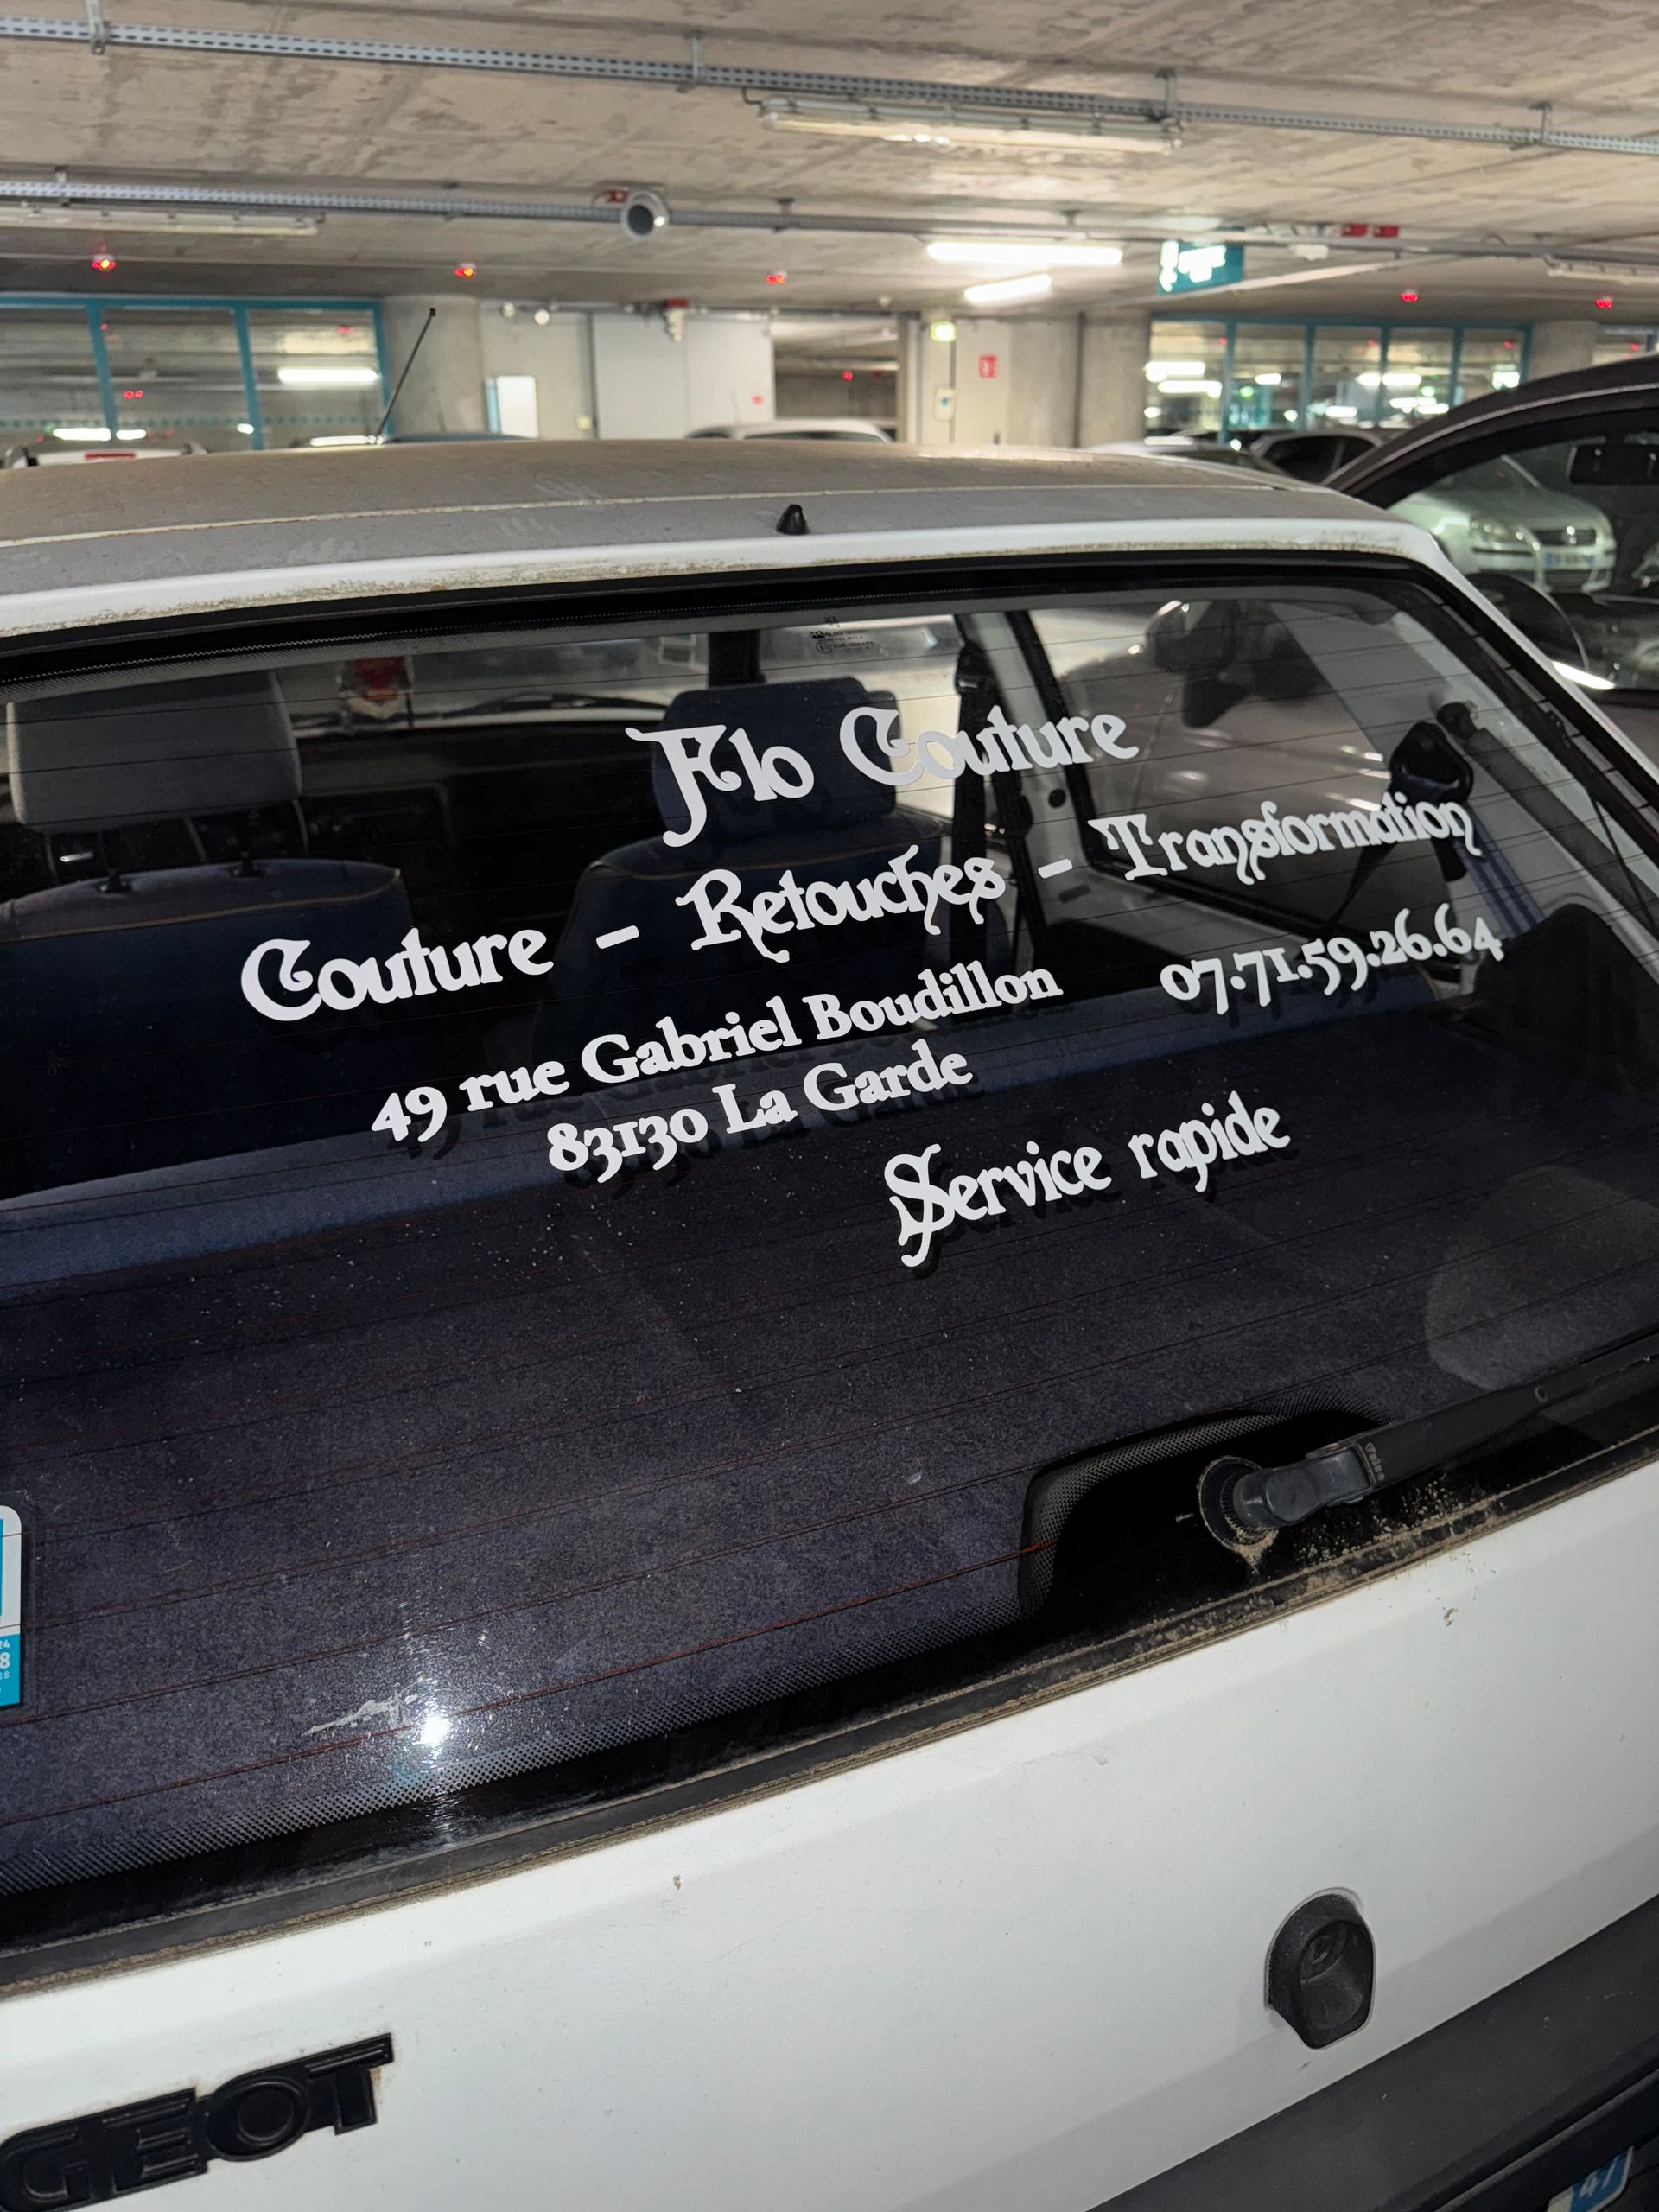 Flo Couture
Couture - Retouches - Transformation
49 rue Gabriel Boudillon 07.71.59.26.64
83130 La Garde
Service rapide
GEOT
47